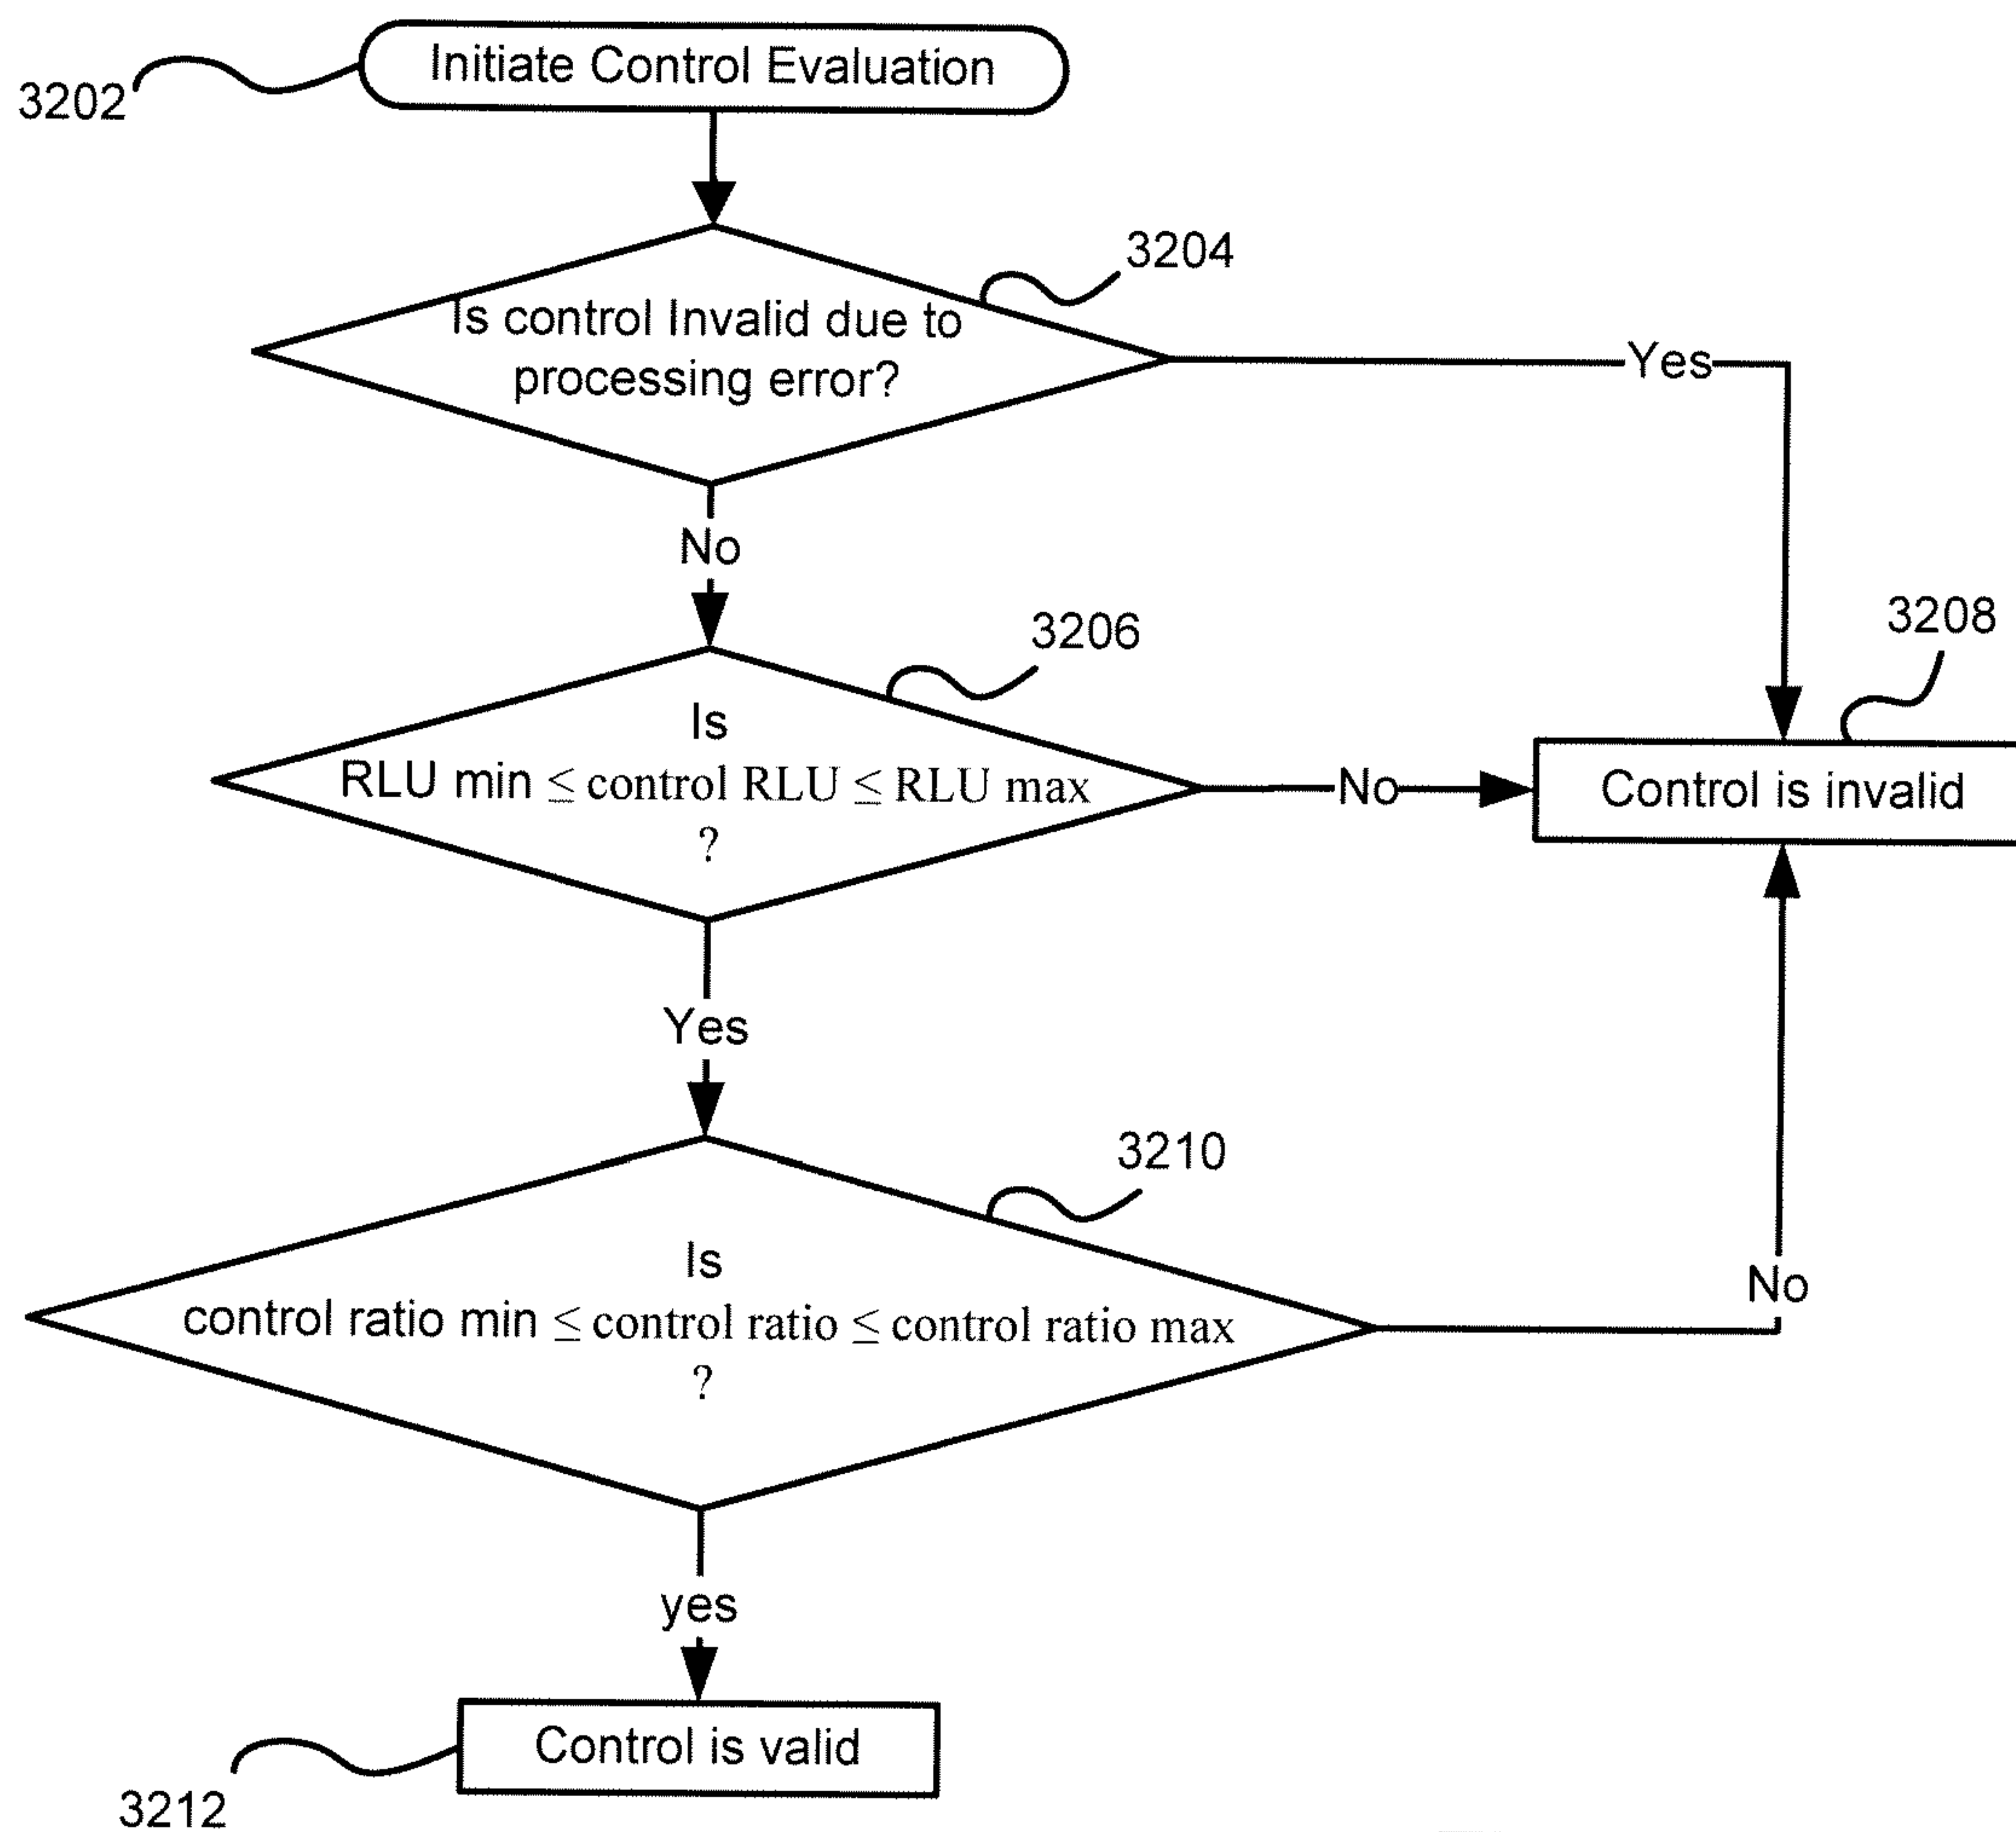 Initiate Control Evaluation
3202
3204
Is control Invalid due to
processing error?
Yes
No
3206
3208
Is
RLU min ≤ control RLU ≤ RLU max
?
No
Control is invalid
Yes
3210
Is
control ratio min ≤ control ratio ≤ control ratio max
?
No
yes
Control is valid
3212